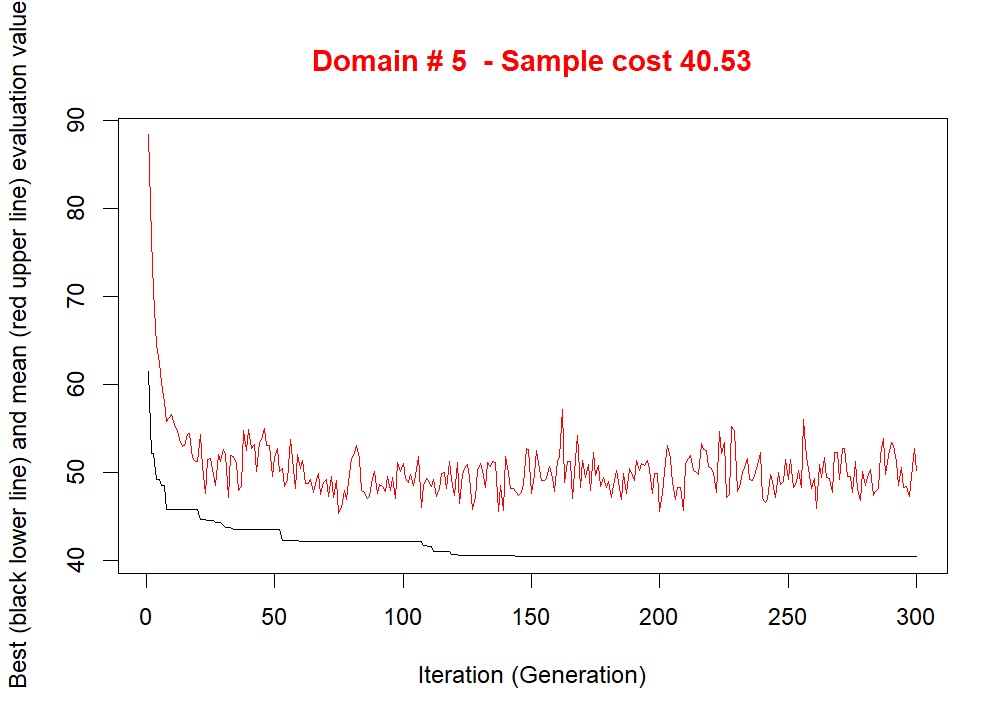 Domain # 5  - Sample cost 40.53
Best (black lower line) and mean (red upper line) evaluation value
90
80
70
60
50
40
0 50 100 150 200 250 300
Iteration (Generation)